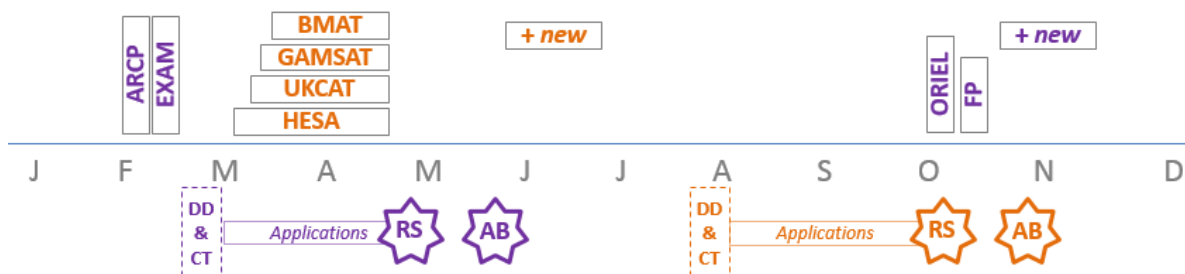 ARCP
EXAM
BMAT
GAMSAT
UKCAT
HESA
+ new
ORIEL
FP
+ new
J F M A M J J A S O N D
DD
&
CT
Applications
RS
AB
DD
&
CT
Applications
RS
AB